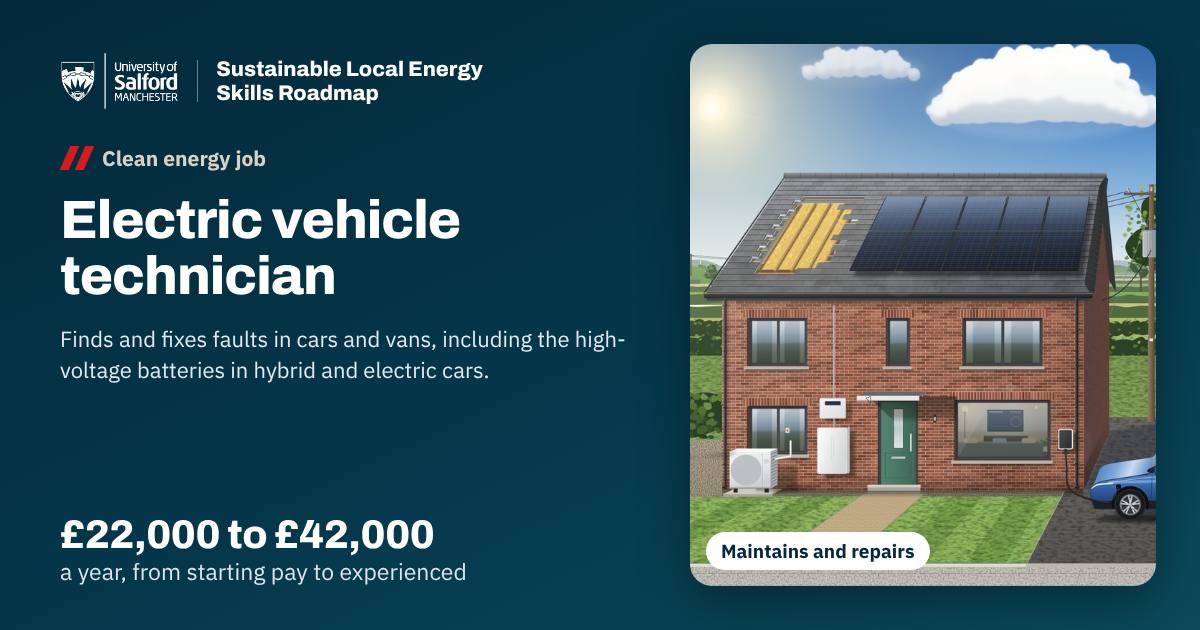 University of
Salford
MANCHESTER
Sustainable Local Energy
Skills Roadmap
Clean energy job
Electric vehicle
technician
Finds and fixes faults in cars and vans, including the high-
voltage batteries in hybrid and electric cars.
£22,000 to £42,000
a year, from starting pay to experienced
Maintains and repairs